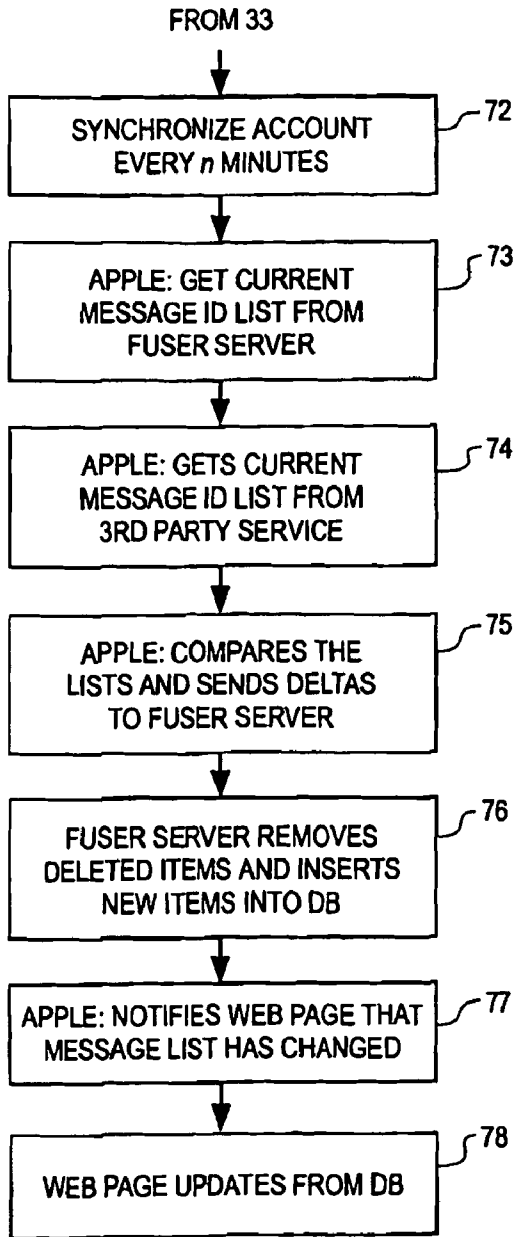 FROM 33
SYNCHRONIZE ACCOUNT
EVERY n MINUTES
72
APPLE: GET CURRENT
MESSAGE ID LIST FROM
FUSER SERVER
73
APPLE: GETS CURRENT
MESSAGE ID LIST FROM
3RD PARTY SERVICE
74
APPLE: COMPARES THE
LISTS AND SENDS DELTAS
TO FUSER SERVER
75
FUSER SERVER REMOVES
DELETED ITEMS AND INSERTS
NEW ITEMS INTO DB
76
APPLE: NOTIFIES WEB PAGE THAT
MESSAGE LIST HAS CHANGED
77
WEB PAGE UPDATES FROM DB
78